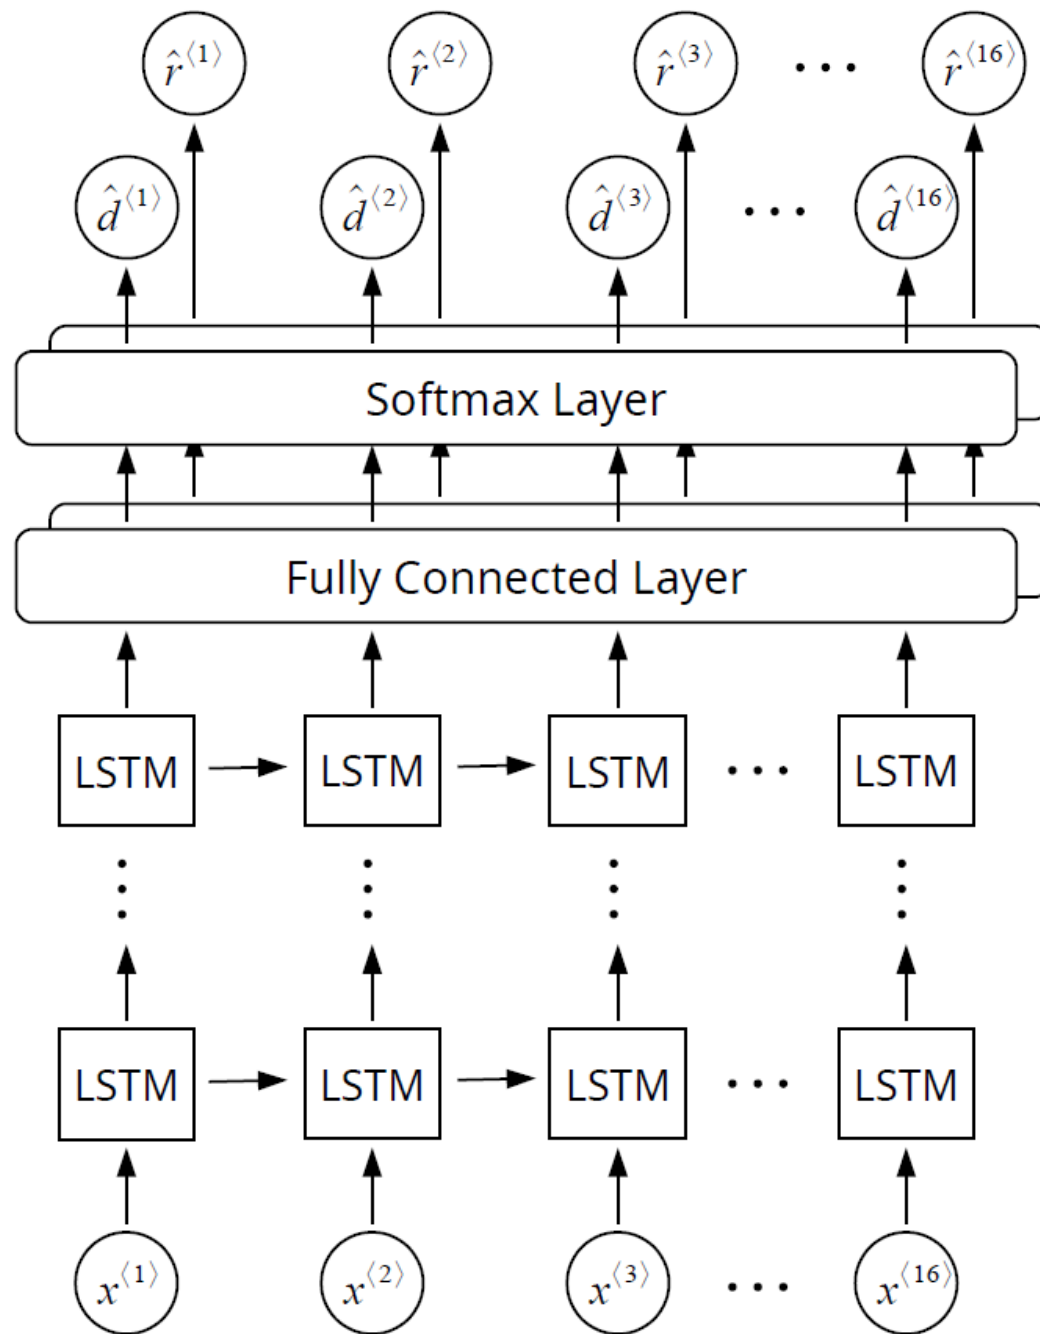 r̂⟨1⟩ r̂⟨2⟩ r̂⟨3⟩ ... r̂⟨16⟩
d̂⟨1⟩ d̂⟨2⟩ d̂⟨3⟩ ... d̂⟨16⟩
Softmax Layer
Fully Connected Layer
LSTM LSTM LSTM ... LSTM
LSTM LSTM LSTM ... LSTM
x⟨1⟩ x⟨2⟩ x⟨3⟩ ... x⟨16⟩